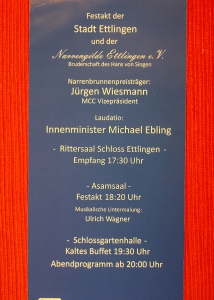 Festakt der
Stadt Ettlingen
und der
Narrengilde Ettlingen e.V.
Bruderschaft des Hans von Singen
Narrenbrunnenpreisträger:
Jürgen Wiesmann
MCC Vizepräsident
Laudatio:
Innenminister Michael Ebling
- Rittersaal Schloss Ettlingen -
Empfang 17:30 Uhr
- Asamsaal -
Festakt 18:20 Uhr
Musikalische Untermalung:
Ulrich Wagner
- Schlossgartenhalle -
Kaltes Buffet 19:30 Uhr
Abendprogramm ab 20:00 Uhr